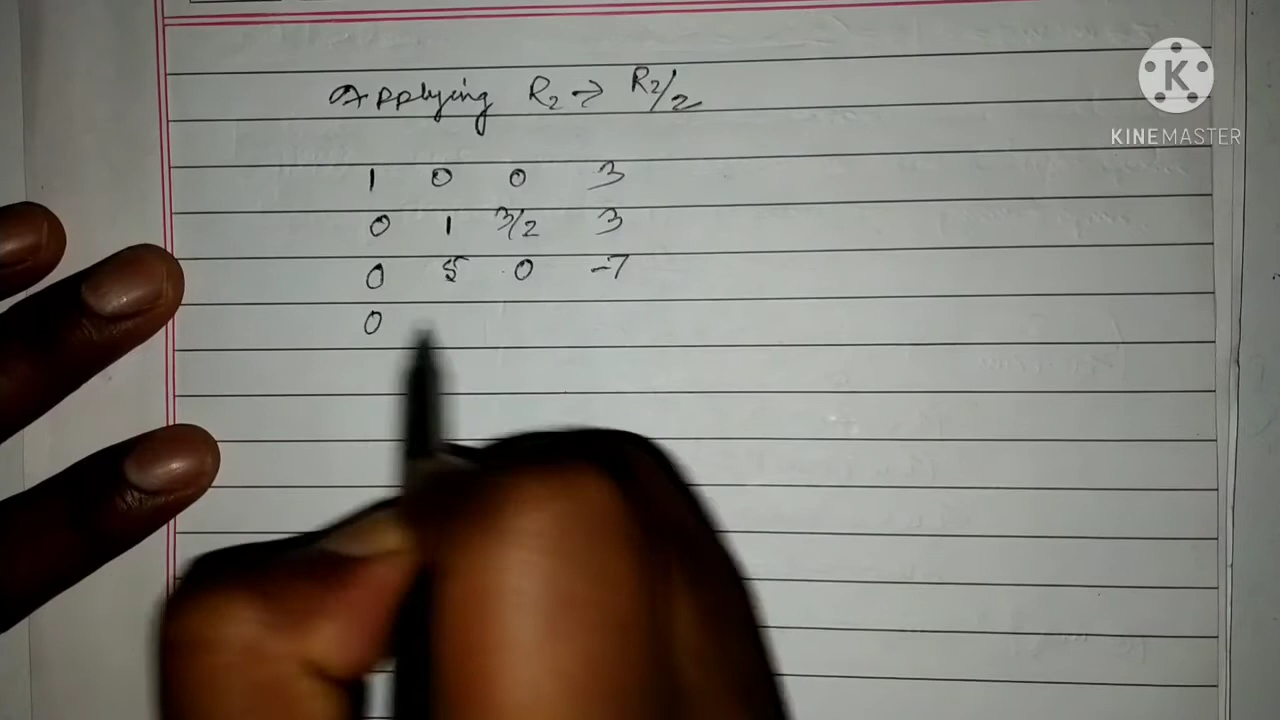 Applying R2 → R2/2
K
KINEMASTER
1 0 0 3
0 1 3/2 3
0 5 0 -7
0